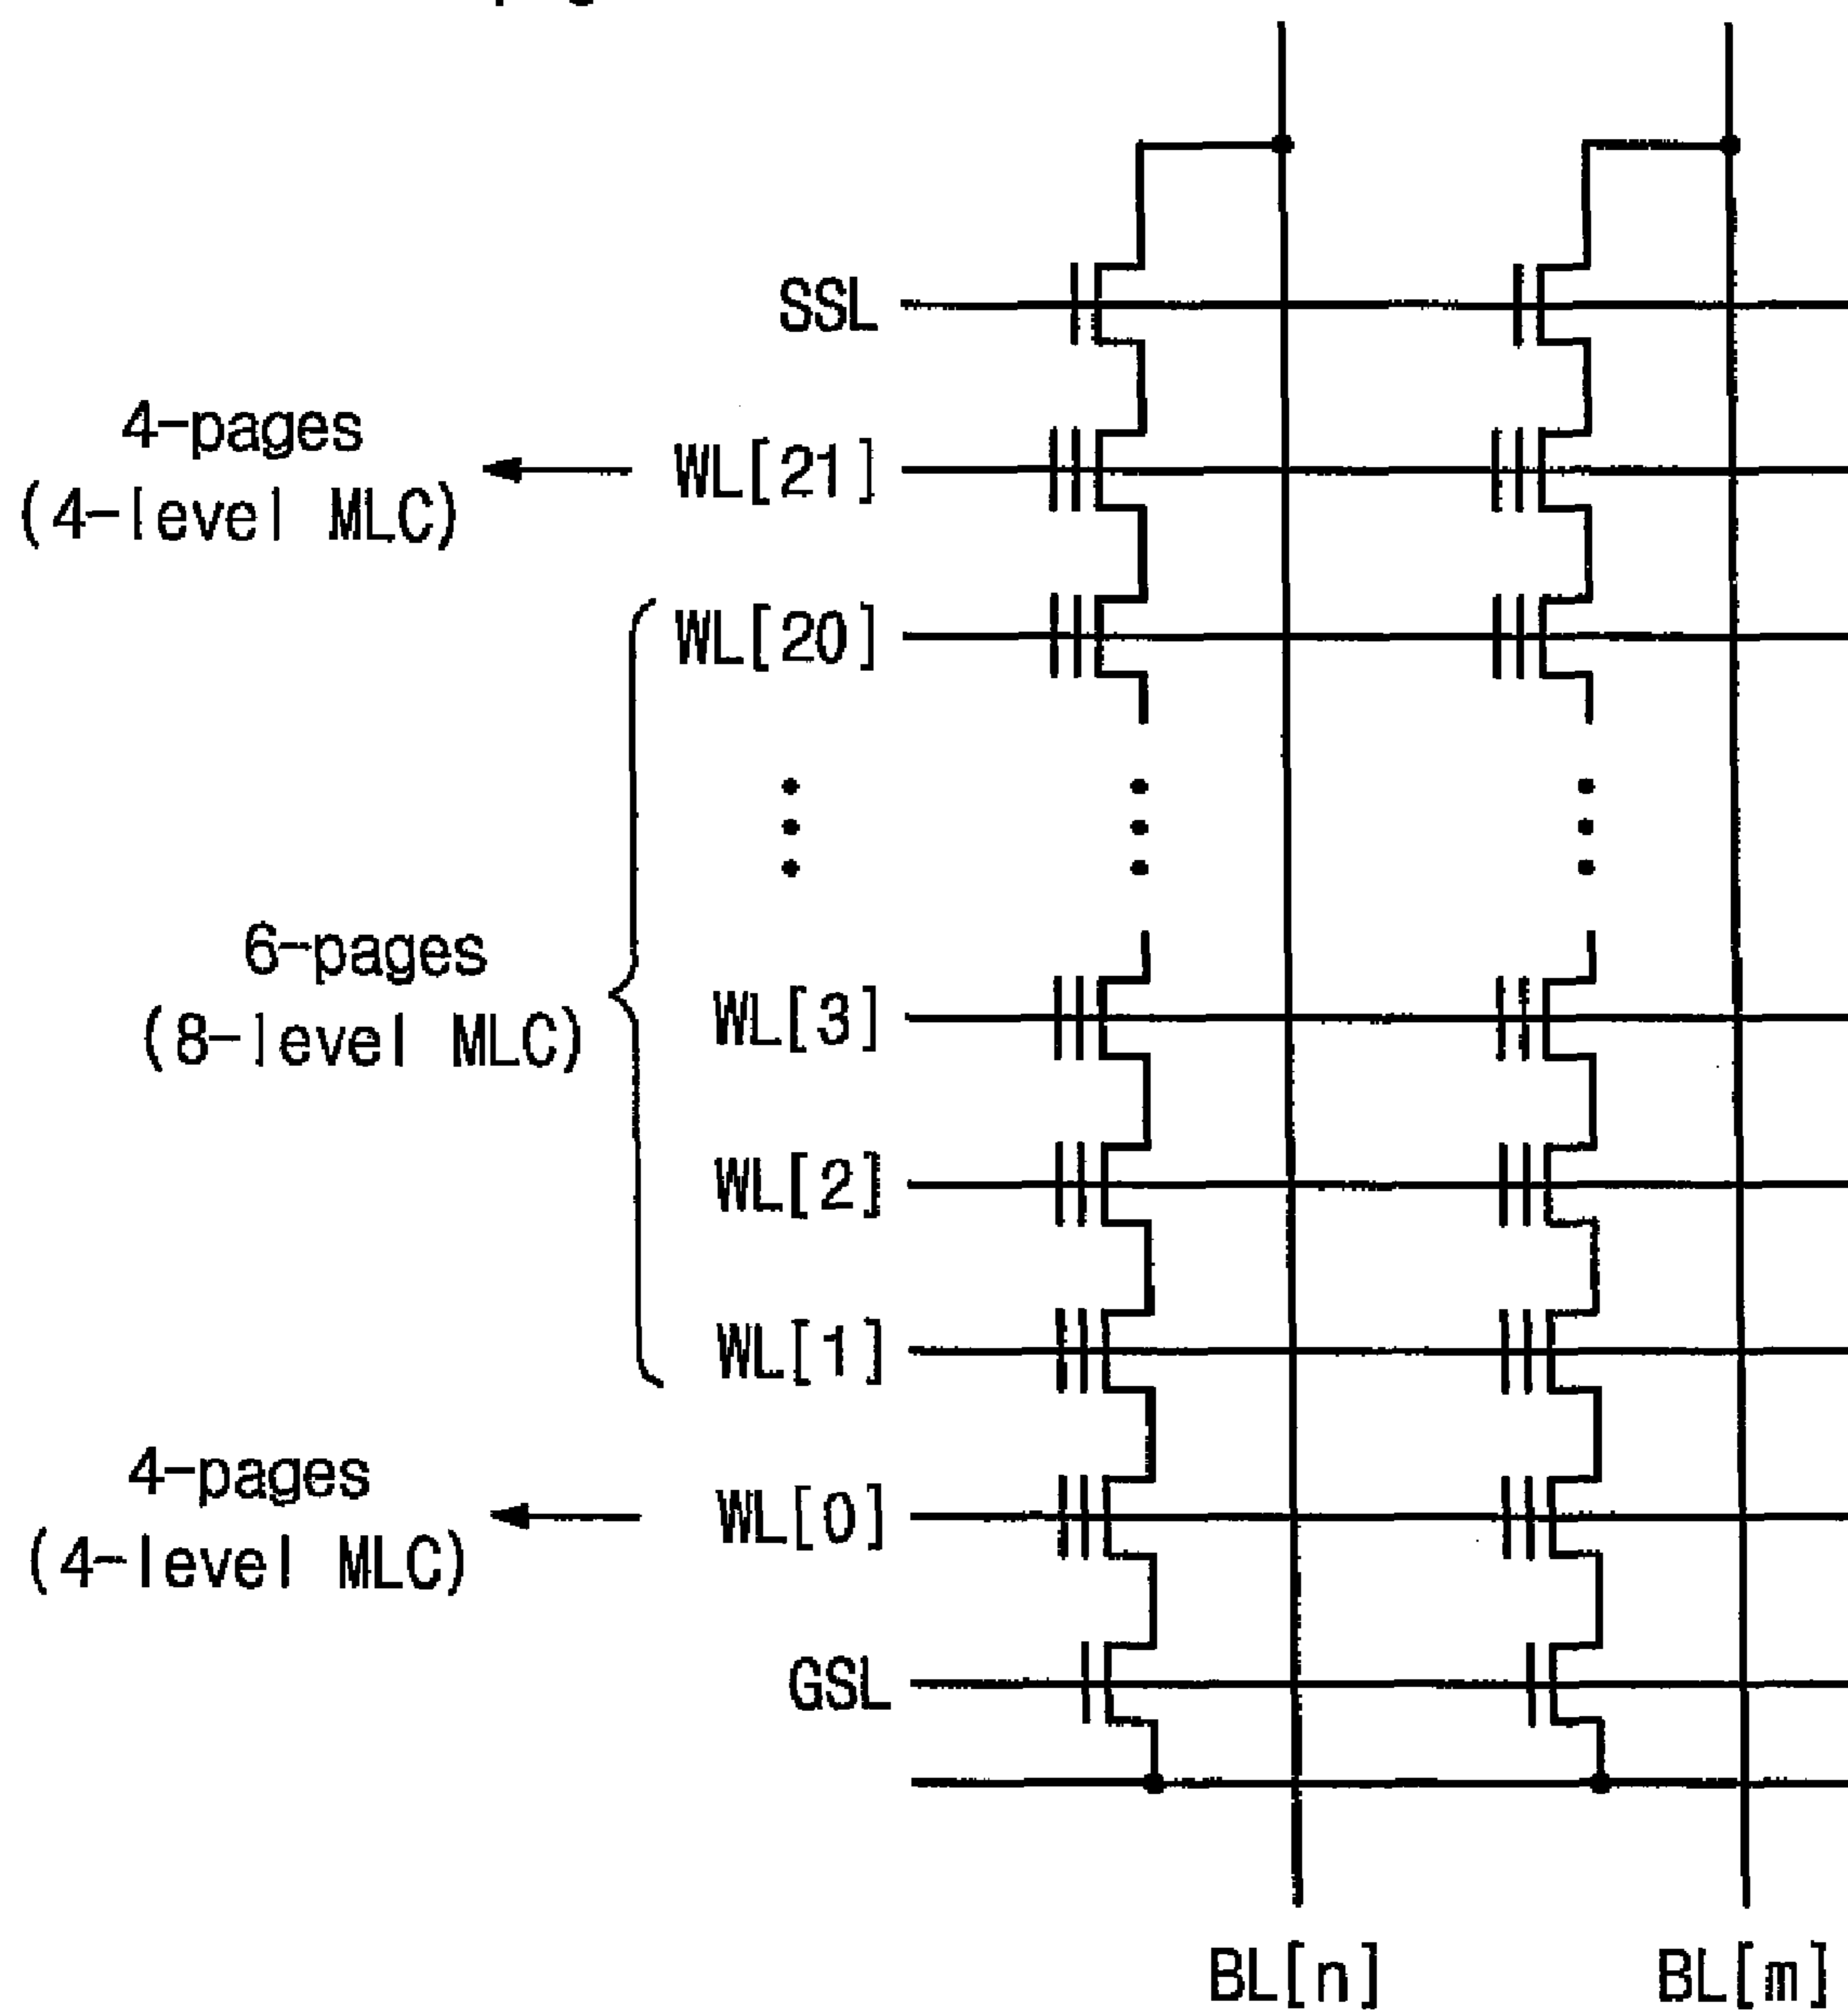 SSL
4-pages
(4-level MLC)
WL[21]
WL[20]
6-pages
(8-level MLC)
WL[3]
WL[2]
WL[1]
4-pages
(4-level MLC)
WL[0]
GSL
BL[n]
BL[m]